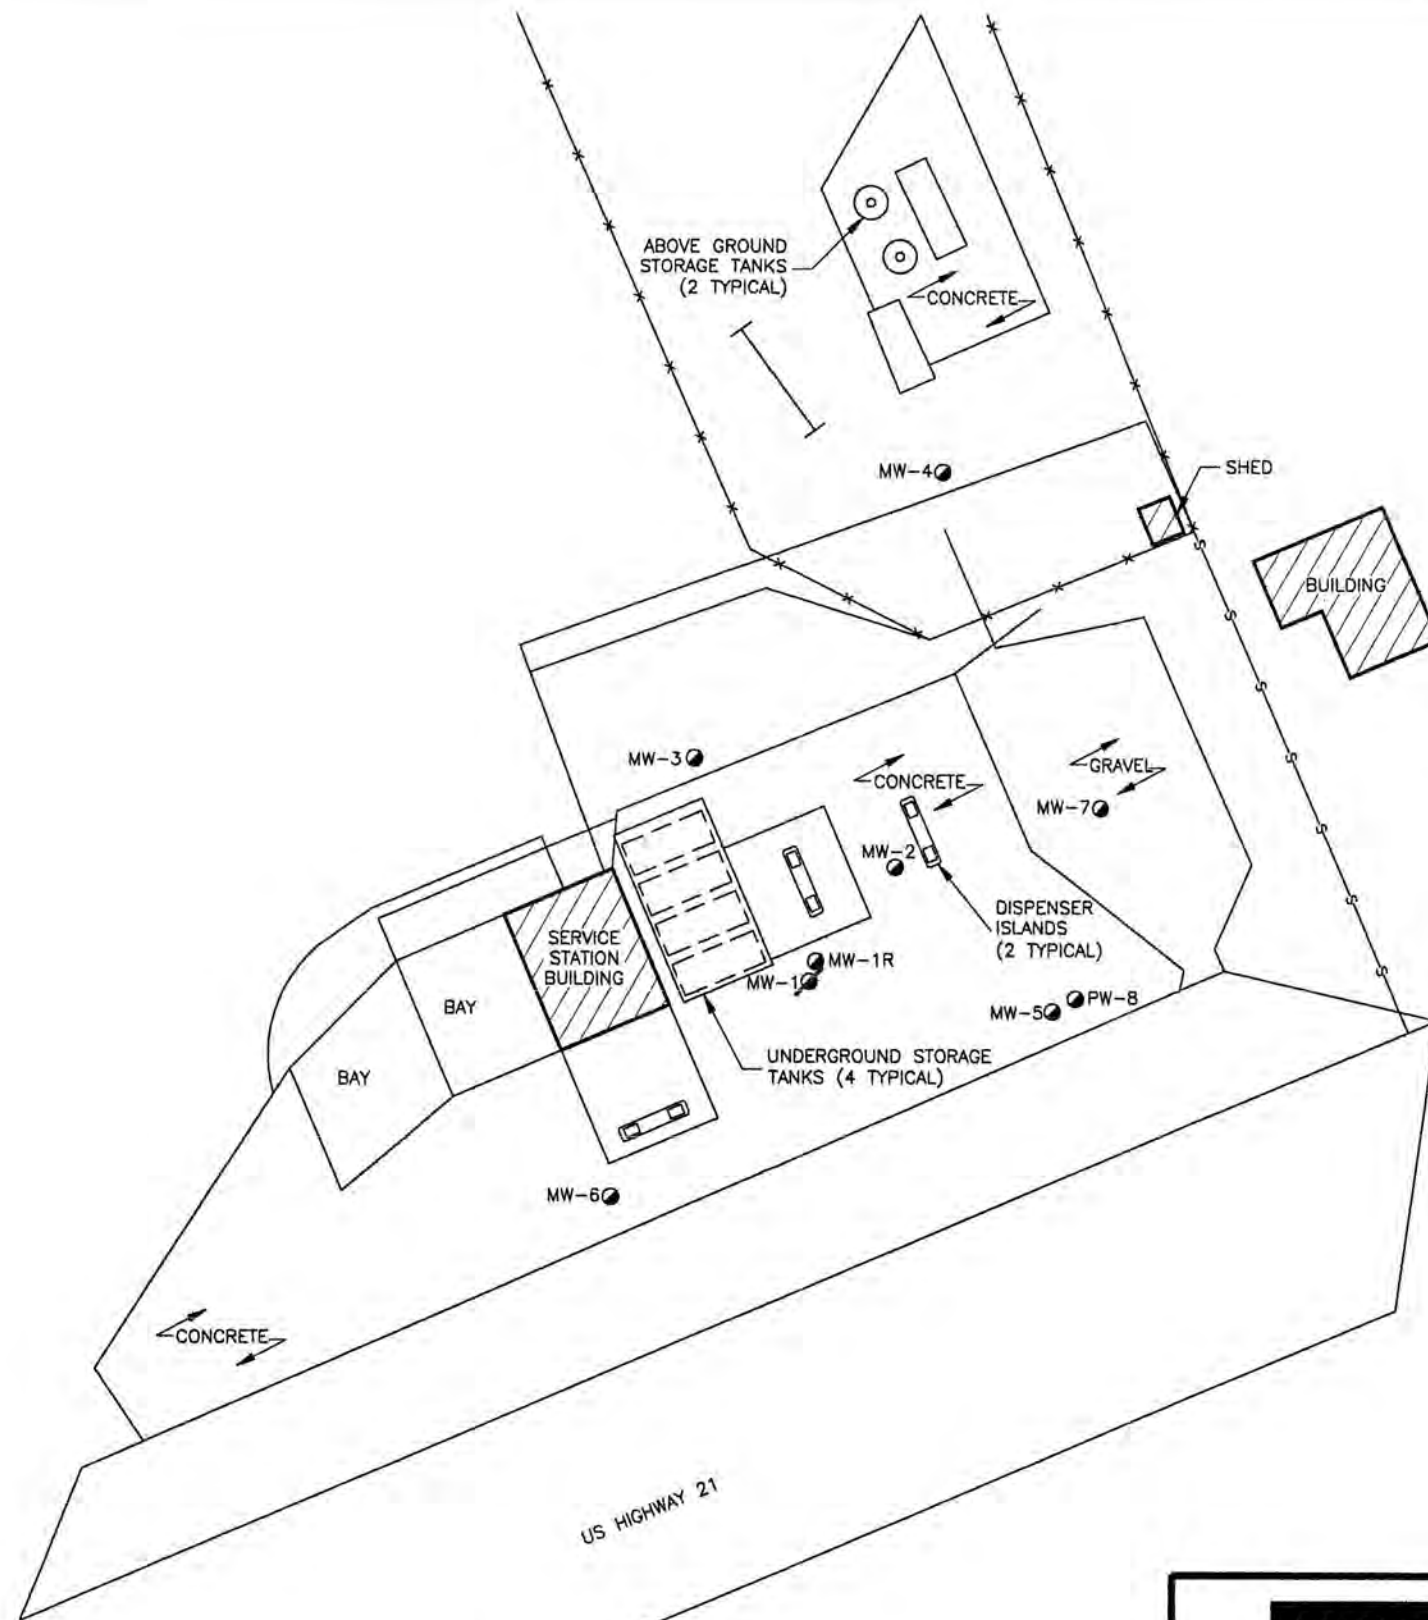 ABOVE GROUND
STORAGE TANKS
(2 TYPICAL)
CONCRETE
MW-4
SHED
BUILDING
MW-3
CONCRETE
GRAVEL
MW-7
MW-2
DISPENSER
ISLANDS
(2 TYPICAL)
SERVICE
STATION
BUILDING
MW-1R
MW-1
BAY
PW-8
MW-5
UNDERGROUND STORAGE
TANKS (4 TYPICAL)
BAY
MW-6
CONCRETE
US HIGHWAY 21
S
S
S
S
S
S
S